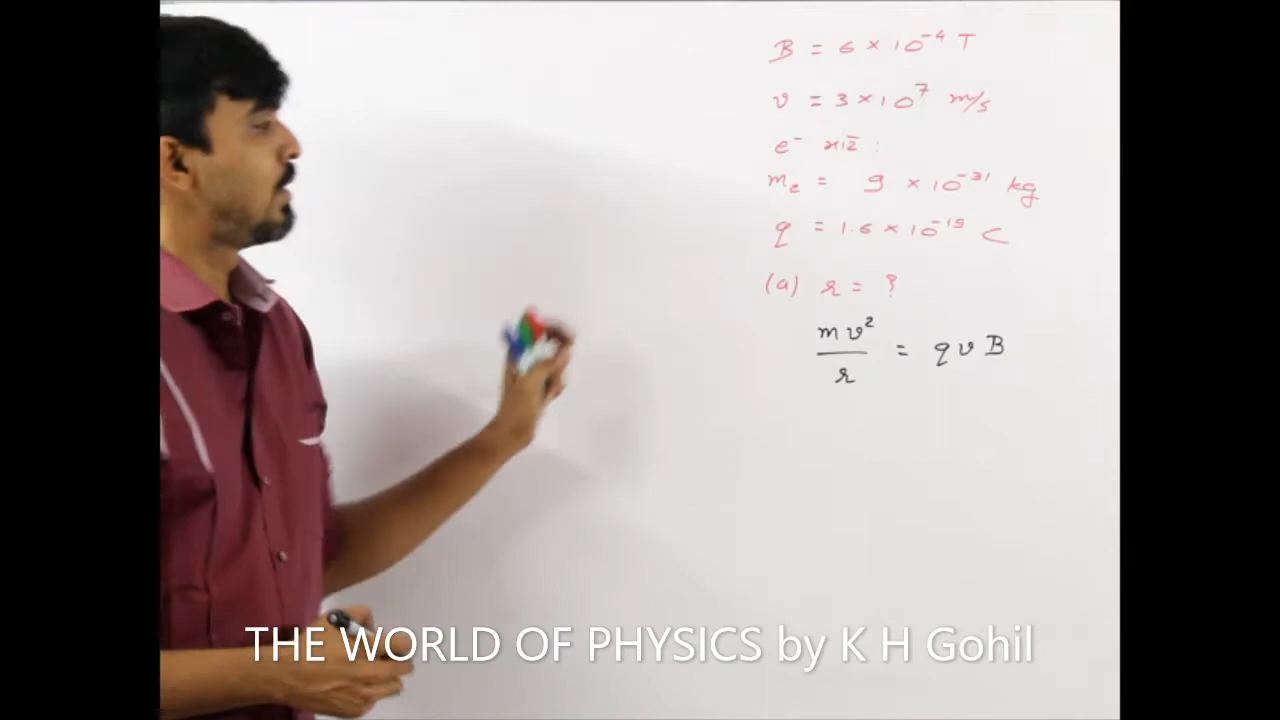 B = 6 × 10⁻⁴ T
v = 3 × 10⁷ m/s
e⁻ માટે :
mₑ = 9 × 10⁻³¹ kg
q = 1.6 × 10⁻¹⁹ C
(a) r = ?
mv²/r = qvB
THE WORLD OF PHYSICS by K H Gohil